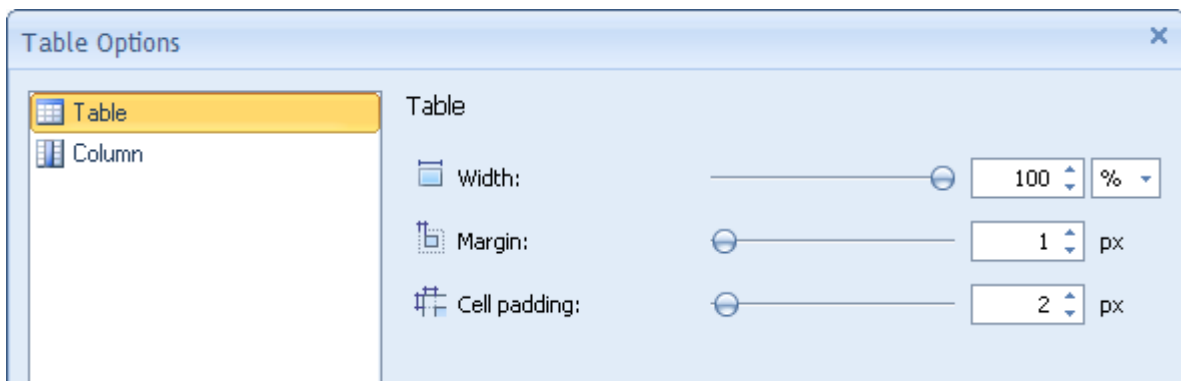 Table Options
Table
Column
Table
Width: 100 %
Margin: 1 px
Cell padding: 2 px